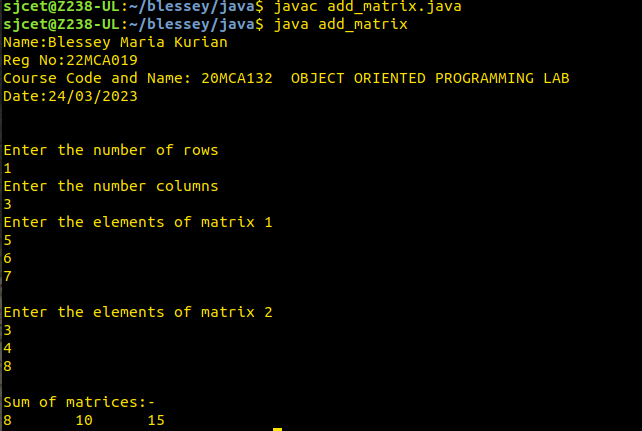 sjcet@Z238-UL:~/blessey/java$ javac add_matrix.java
sjcet@Z238-UL:~/blessey/java$ java add_matrix
Name:Blessey Maria Kurian
Reg No:22MCA019
Course Code and Name: 20MCA132  OBJECT ORIENTED PROGRAMMING LAB
Date:24/03/2023
Enter the number of rows
1
Enter the number columns
3
Enter the elements of matrix 1
5
6
7
Enter the elements of matrix 2
3
4
8
Sum of matrices:-
8       10      15